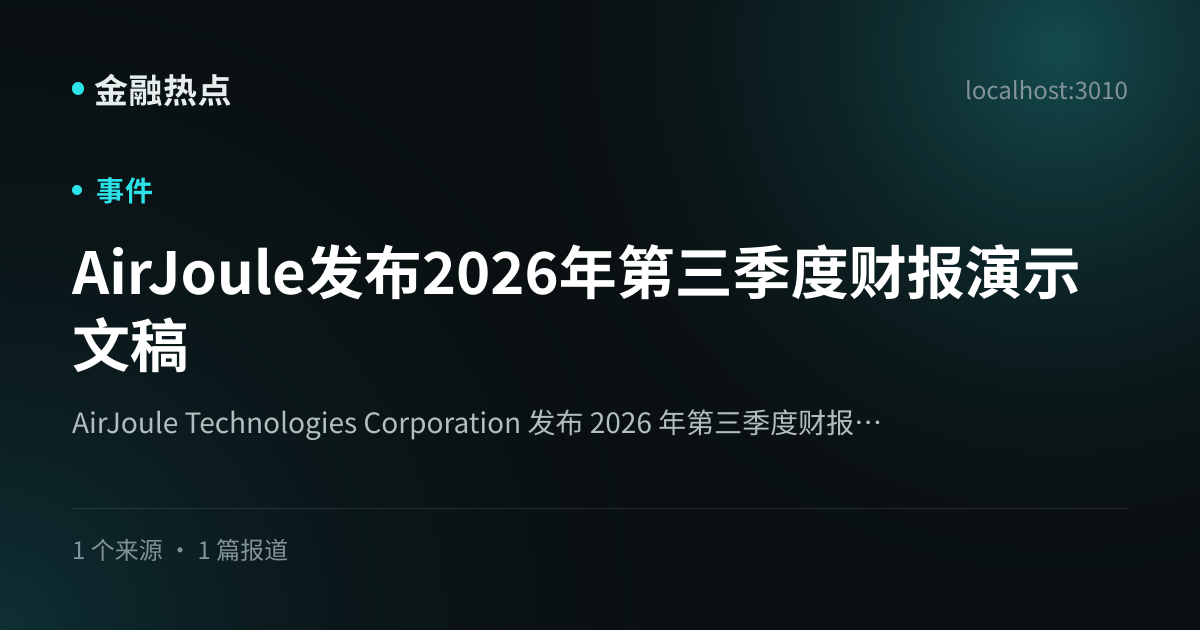 金融热点
localhost:3010
事件
AirJoule发布2026年第三季度财报演示
文稿
AirJoule Technologies Corporation 发布 2026 年第三季度财报…
1 个来源 · 1 篇报道